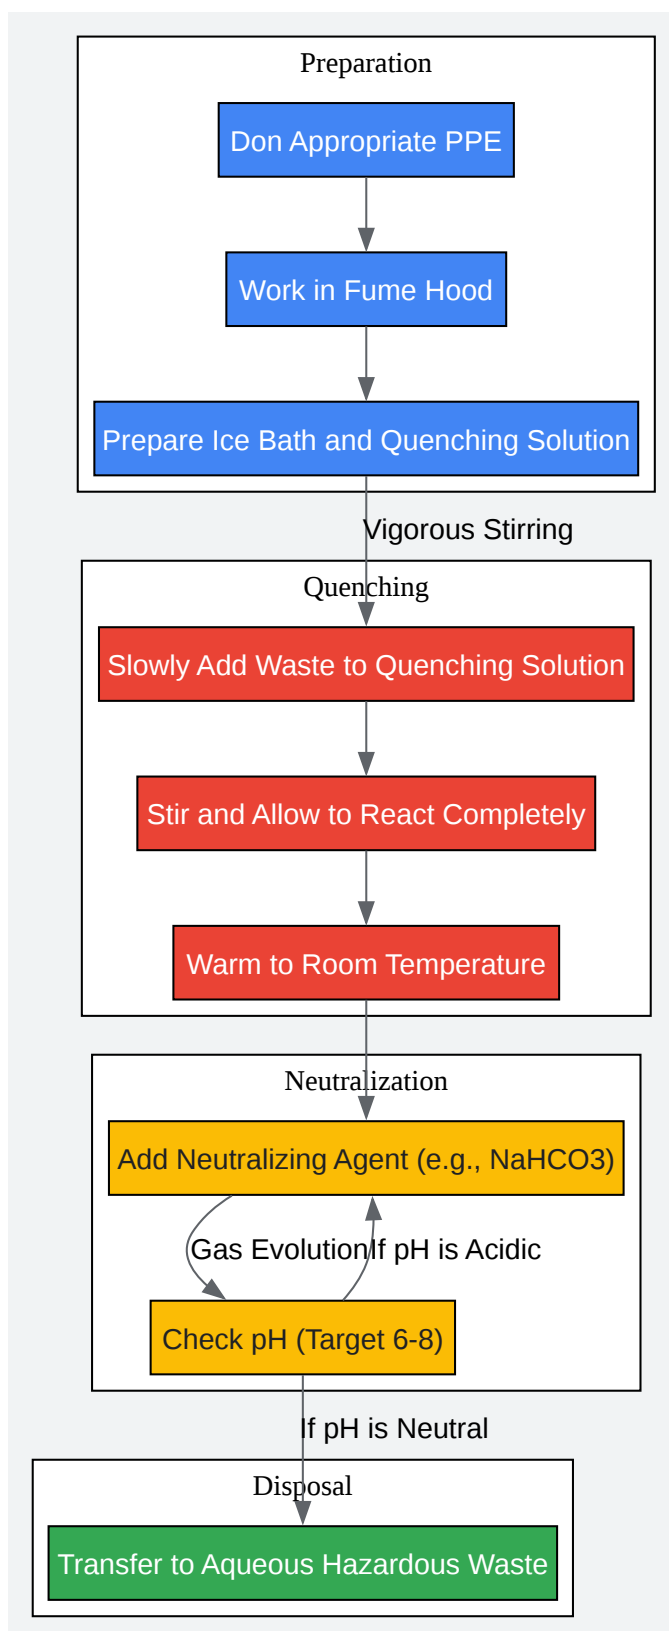 Preparation
Don Appropriate PPE
Work in Fume Hood
Prepare Ice Bath and Quenching Solution
Vigorous Stirring
Quenching
Slowly Add Waste to Quenching Solution
Stir and Allow to React Completely
Warm to Room Temperature
Neutralization
Add Neutralizing Agent (e.g., NaHCO3)
Gas Evolution
If pH is Acidic
Check pH (Target 6-8)
If pH is Neutral
Disposal
Transfer to Aqueous Hazardous Waste